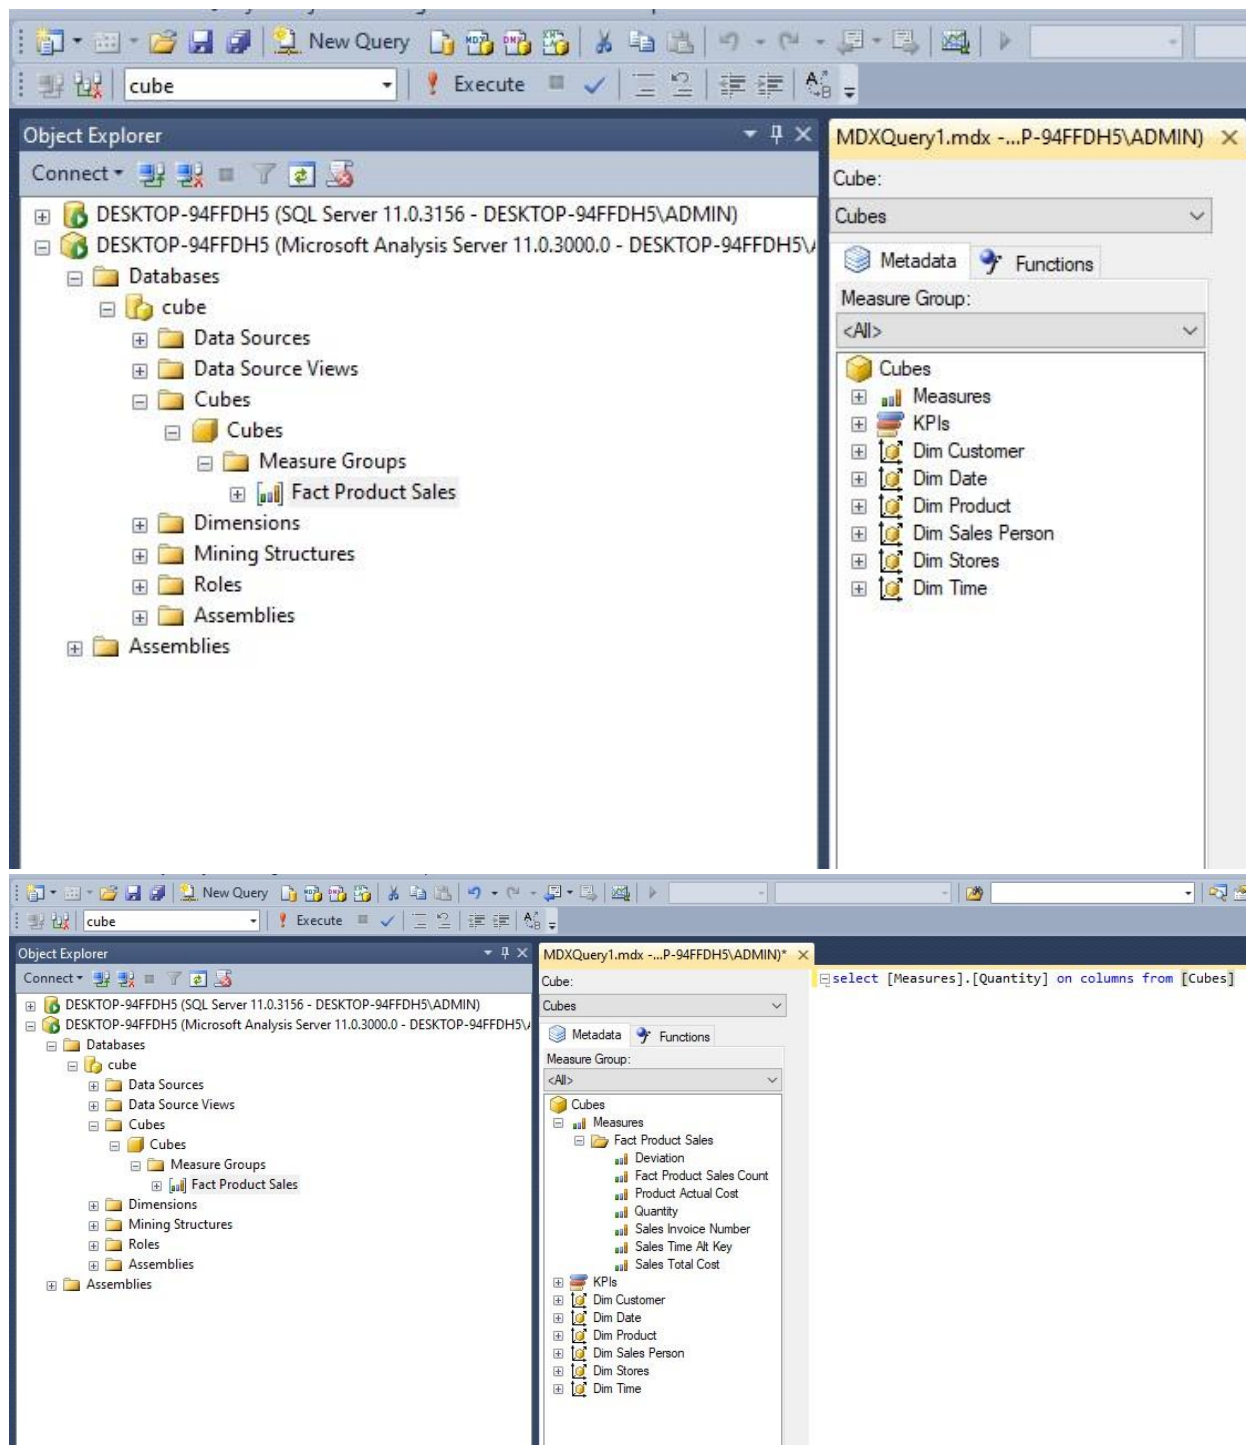 New Query
cube
Execute
Object Explorer
Connect
DESKTOP-94FFDH5 (SQL Server 11.0.3156 - DESKTOP-94FFDH5\ADMIN)
DESKTOP-94FFDH5 (Microsoft Analysis Server 11.0.3000.0 - DESKTOP-94FFDH5\
Databases
cube
Data Sources
Data Source Views
Cubes
Cubes
Measure Groups
Fact Product Sales
Dimensions
Mining Structures
Roles
Assemblies
Assemblies
MDXQuery1.mdx -...P-94FFDH5\ADMIN)
Cube:
Cubes
Metadata
Functions
Measure Group:
<All>
Cubes
Measures
KPIs
Dim Customer
Dim Date
Dim Product
Dim Sales Person
Dim Stores
Dim Time
New Query
cube
Execute
Object Explorer
Connect
DESKTOP-94FFDH5 (SQL Server 11.0.3156 - DESKTOP-94FFDH5\ADMIN)
DESKTOP-94FFDH5 (Microsoft Analysis Server 11.0.3000.0 - DESKTOP-94FFDH5\
Databases
cube
Data Sources
Data Source Views
Cubes
Cubes
Measure Groups
Fact Product Sales
Dimensions
Mining Structures
Roles
Assemblies
Assemblies
MDXQuery1.mdx -...P-94FFDH5\ADMIN)*
Cube:
Cubes
Metadata
Functions
Measure Group:
<All>
Cubes
Measures
Fact Product Sales
Deviation
Fact Product Sales Count
Product Actual Cost
Quantity
Sales Invoice Number
Sales Time Alt Key
Sales Total Cost
KPIs
Dim Customer
Dim Date
Dim Product
Dim Sales Person
Dim Stores
Dim Time
select [Measures].[Quantity] on columns from [Cubes]